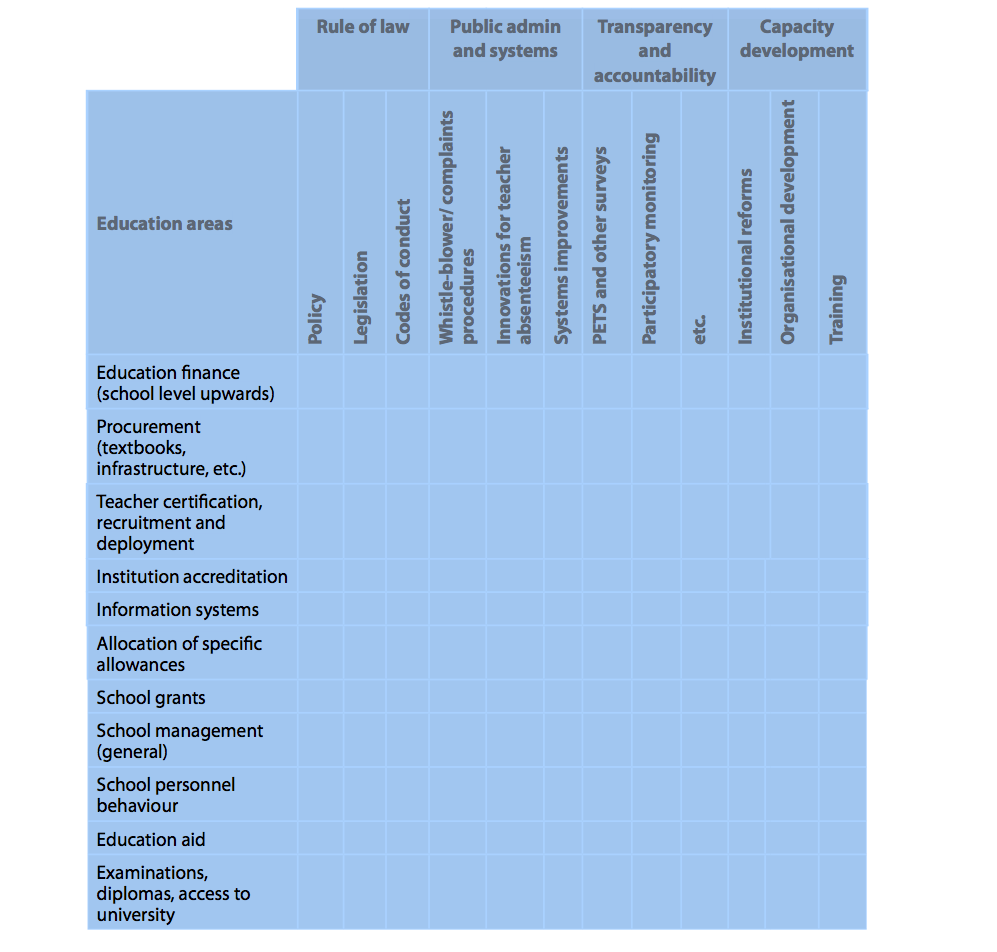 Rule of law
Public admin
and systems
Transparency
and
accountability
Capacity
development
Education areas
Policy
Legislation
Codes of conduct
Whistle-blower/ complaints
procedures
Innovations for teacher
absenteeism
Systems improvements
PETS and other surveys
Participatory monitoring
etc.
Institutional reforms
Organisational development
Training
Education finance
(school level upwards)
Procurement
(textbooks,
infrastructure, etc.)
Teacher certification,
recruitment and
deployment
Institution accreditation
Information systems
Allocation of specific
allowances
School grants
School management
(general)
School personnel
behaviour
Education aid
Examinations,
diplomas, access to
university